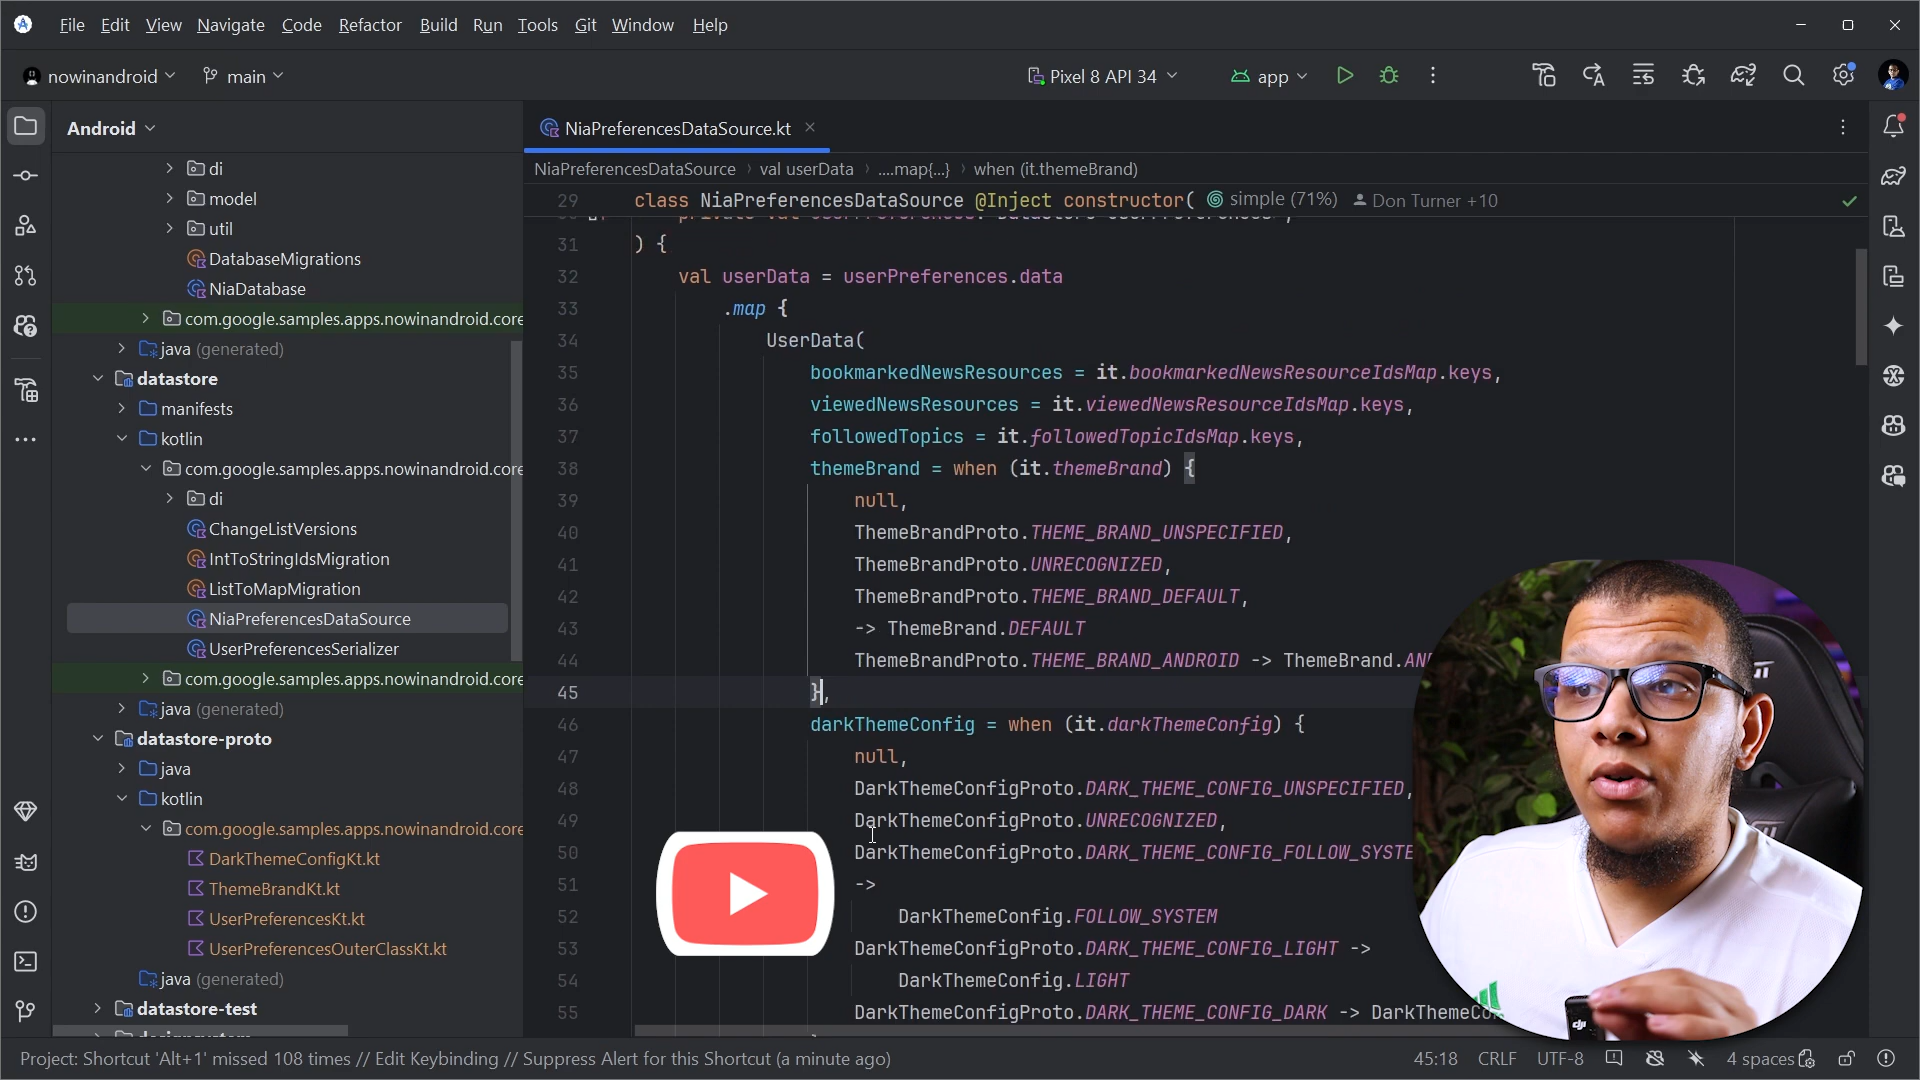 File Edit View Navigate Code Refactor Build Run Tools Git Window Help
nowinandroid main Pixel 8 API 34 app
Android
di
model
util
DatabaseMigrations
NiaDatabase
com.google.samples.apps.nowinandroid.core
java (generated)
datastore
manifests
kotlin
com.google.samples.apps.nowinandroid.core
di
ChangeListVersions
IntToStringIdsMigration
ListToMapMigration
NiaPreferencesDataSource
UserPreferencesSerializer
com.google.samples.apps.nowinandroid.core
java (generated)
datastore-proto
java
kotlin
com.google.samples.apps.nowinandroid.core
DarkThemeConfigKt.kt
ThemeBrandKt.kt
UserPreferencesKt.kt
UserPreferencesOuterClassKt.kt
java (generated)
datastore-test
NiaPreferencesDataSource.kt
NiaPreferencesDataSource › val userData › ....map{...} › when (it.themeBrand)
29 class NiaPreferencesDataSource @Inject constructor( simple (71%) Don Turner +10
31 ) {
32 val userData = userPreferences.data
33 .map {
34 UserData(
35 bookmarkedNewsResources = it.bookmarkedNewsResourceIdsMap.keys,
36 viewedNewsResources = it.viewedNewsResourceIdsMap.keys,
37 followedTopics = it.followedTopicIdsMap.keys,
38 themeBrand = when (it.themeBrand) {
39 null,
40 ThemeBrandProto.THEME_BRAND_UNSPECIFIED,
41 ThemeBrandProto.UNRECOGNIZED,
42 ThemeBrandProto.THEME_BRAND_DEFAULT,
43 -> ThemeBrand.DEFAULT
44 ThemeBrandProto.THEME_BRAND_ANDROID -> ThemeBrand.AN
45 },
46 darkThemeConfig = when (it.darkThemeConfig) {
47 null,
48 DarkThemeConfigProto.DARK_THEME_CONFIG_UNSPECIFIED,
49 DarkThemeConfigProto.UNRECOGNIZED,
50 DarkThemeConfigProto.DARK_THEME_CONFIG_FOLLOW_SYSTE
51 ->
52 DarkThemeConfig.FOLLOW_SYSTEM
53 DarkThemeConfigProto.DARK_THEME_CONFIG_LIGHT ->
54 DarkThemeConfig.LIGHT
55 DarkThemeConfigProto.DARK_THEME_CONFIG_DARK -> DarkThemeCo
dji
Project: Shortcut 'Alt+1' missed 108 times // Edit Keybinding // Suppress Alert for this Shortcut (a minute ago)
45:18 CRLF UTF-8 4 spaces